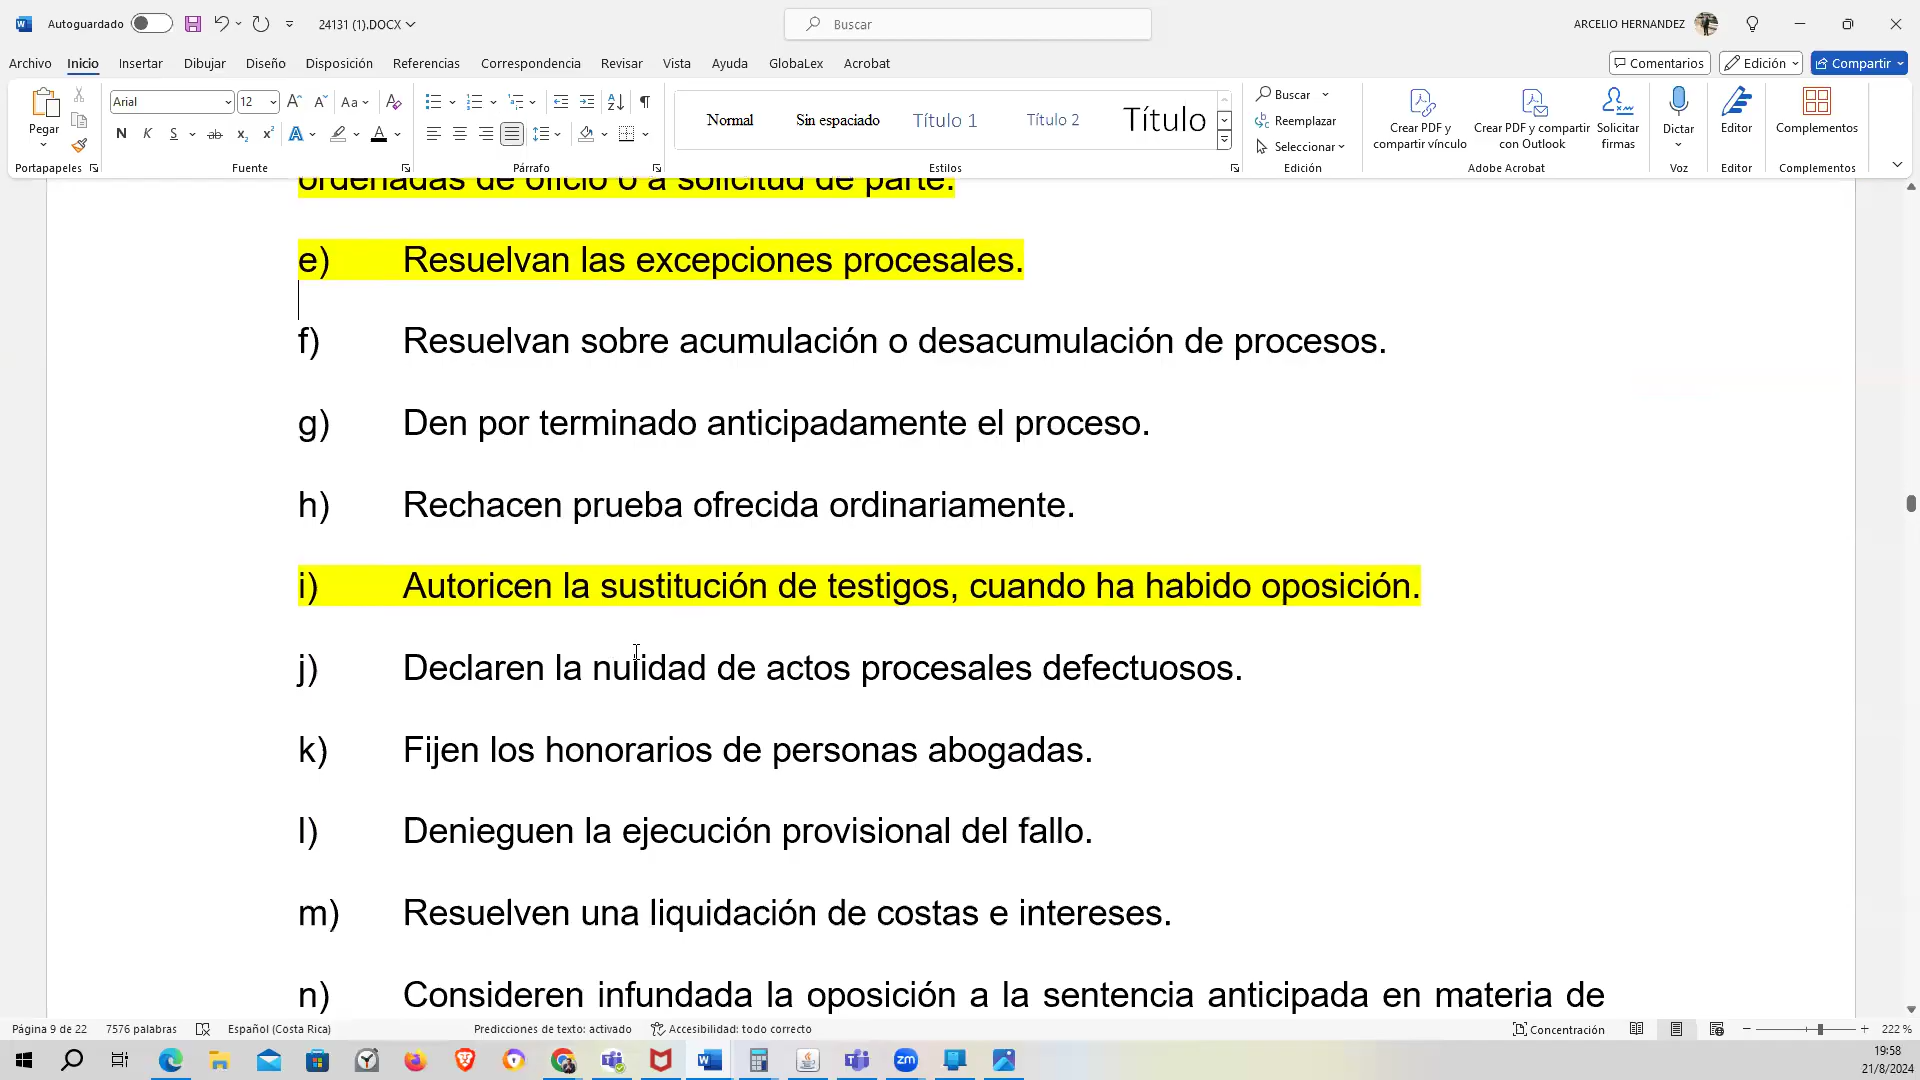 Autoguardado
24131 (1).DOCX
Buscar
ARCELIO HERNANDEZ
Archivo Inicio Insertar Dibujar Diseño Disposición Referencias Correspondencia Revisar Vista Ayuda GlobaLex Acrobat
Comentarios Edición Compartir
Pegar
Portapapeles
Arial 12
Fuente
Párrafo
Normal Sin espaciado Título 1 Título 2 Título
Estilos
Buscar
Reemplazar
Seleccionar
Edición
Crear PDF y compartir vínculo
Crear PDF y compartir con Outlook
Solicitar firmas
Adobe Acrobat
Dictar
Voz
Editor
Editor
Complementos
Complementos
ordenadas de oficio o a solicitud de parte.
e) Resuelvan las excepciones procesales.
f) Resuelvan sobre acumulación o desacumulación de procesos.
g) Den por terminado anticipadamente el proceso.
h) Rechacen prueba ofrecida ordinariamente.
i) Autoricen la sustitución de testigos, cuando ha habido oposición.
j) Declaren la nulidad de actos procesales defectuosos.
k) Fijen los honorarios de personas abogadas.
l) Denieguen la ejecución provisional del fallo.
m) Resuelven una liquidación de costas e intereses.
n) Consideren infundada la oposición a la sentencia anticipada en materia de
Página 9 de 22 7576 palabras Español (Costa Rica) Predicciones de texto: activado Accesibilidad: todo correcto Concentración 222 %
19:58
21/8/2024